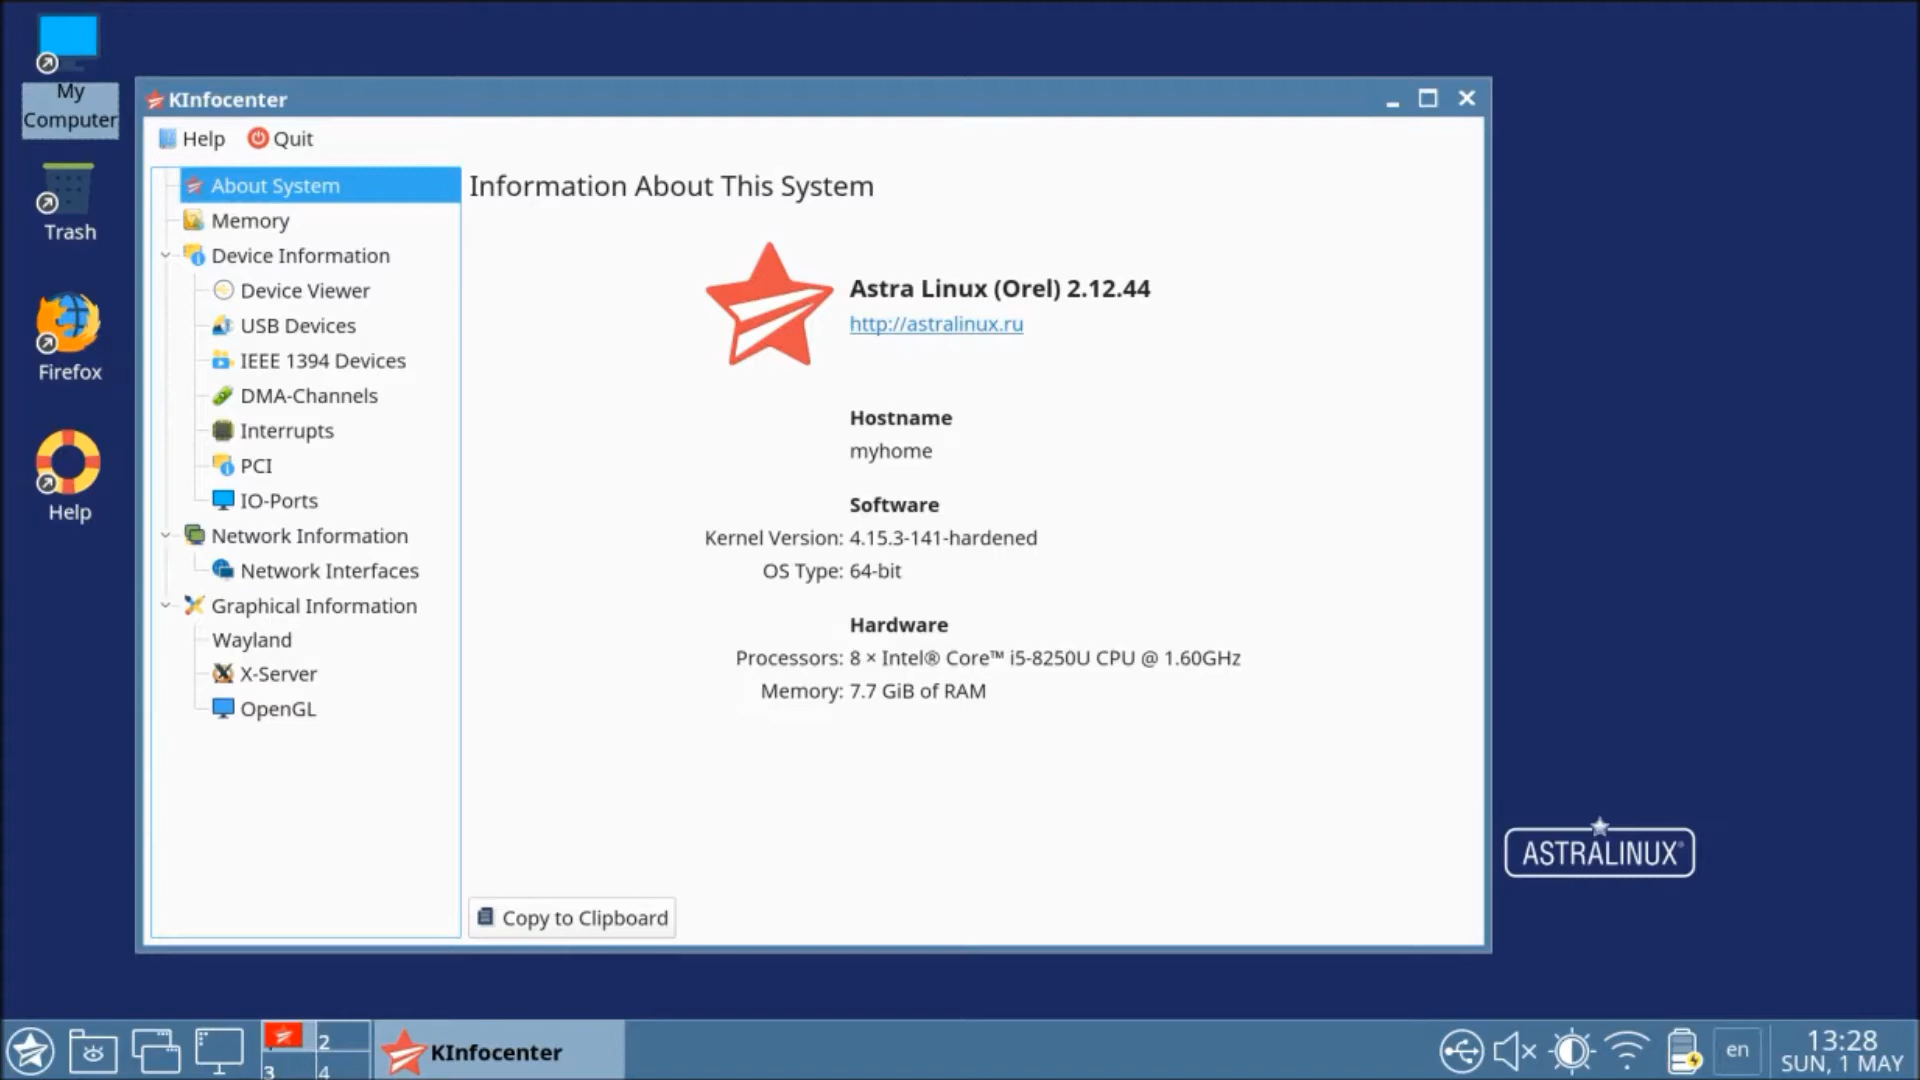 My
Computer
Trash
Firefox
Help
KInfocenter
Help Quit
About System
Memory
Device Information
Device Viewer
USB Devices
IEEE 1394 Devices
DMA-Channels
Interrupts
PCI
IO-Ports
Network Information
Network Interfaces
Graphical Information
Wayland
X-Server
OpenGL
Information About This System
Astra Linux (Orel) 2.12.44
http://astralinux.ru
Hostname
myhome
Software
Kernel Version: 4.15.3-141-hardened
OS Type: 64-bit
Hardware
Processors: 8 × Intel® Core™ i5-8250U CPU @ 1.60GHz
Memory: 7.7 GiB of RAM
Copy to Clipboard
ASTRALINUX®
2
3 4
KInfocenter
en
13:28
SUN, 1 MAY